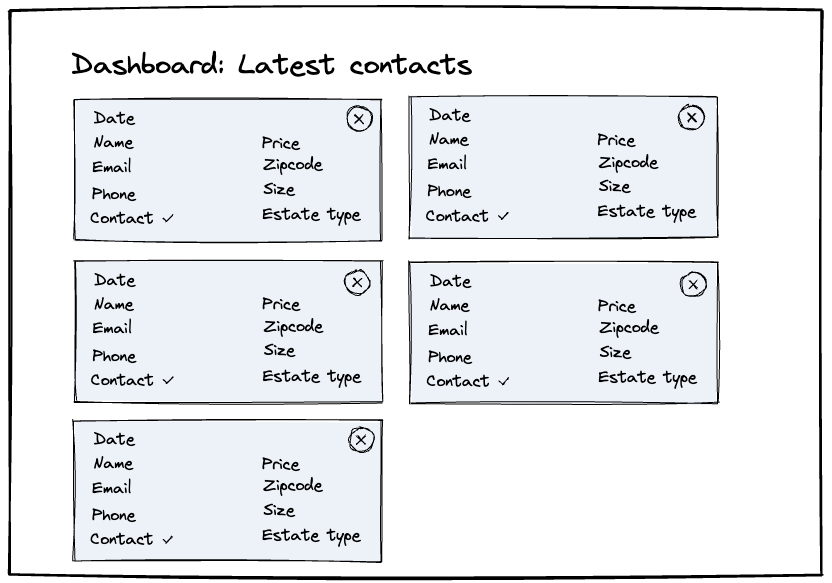 Dashboard: Latest contacts
Date
Name
Email
Phone
Contact ✓
Price
Zipcode
Size
Estate type
Date
Name
Email
Phone
Contact ✓
Price
Zipcode
Size
Estate type
Date
Name
Email
Phone
Contact ✓
Price
Zipcode
Size
Estate type
Date
Name
Email
Phone
Contact ✓
Price
Zipcode
Size
Estate type
Date
Name
Email
Phone
Contact ✓
Price
Zipcode
Size
Estate type